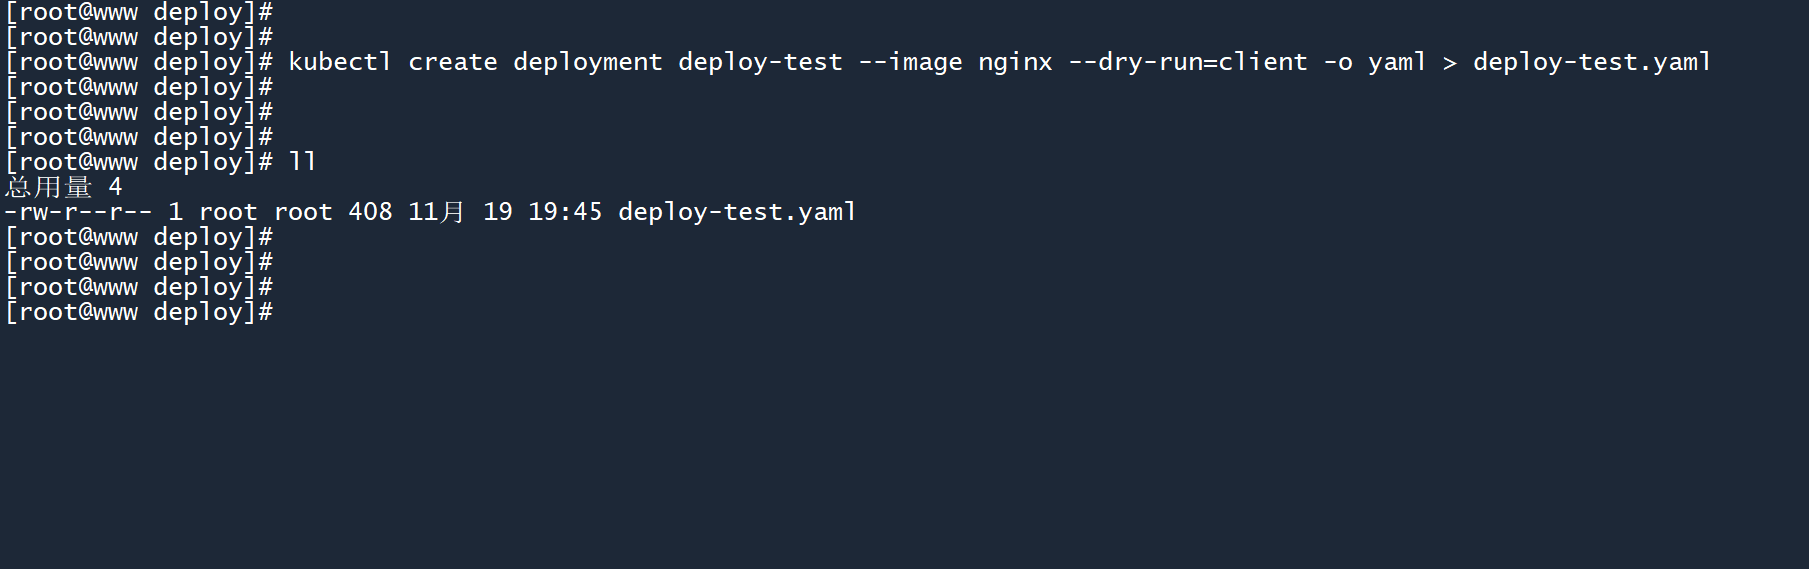 [root@www deploy]#
[root@www deploy]#
[root@www deploy]# kubectl create deployment deploy-test --image nginx --dry-run=client -o yaml > deploy-test.yaml
[root@www deploy]#
[root@www deploy]#
[root@www deploy]#
[root@www deploy]# ll
总用量 4
-rw-r--r-- 1 root root 408 11月 19 19:45 deploy-test.yaml
[root@www deploy]#
[root@www deploy]#
[root@www deploy]#
[root@www deploy]#